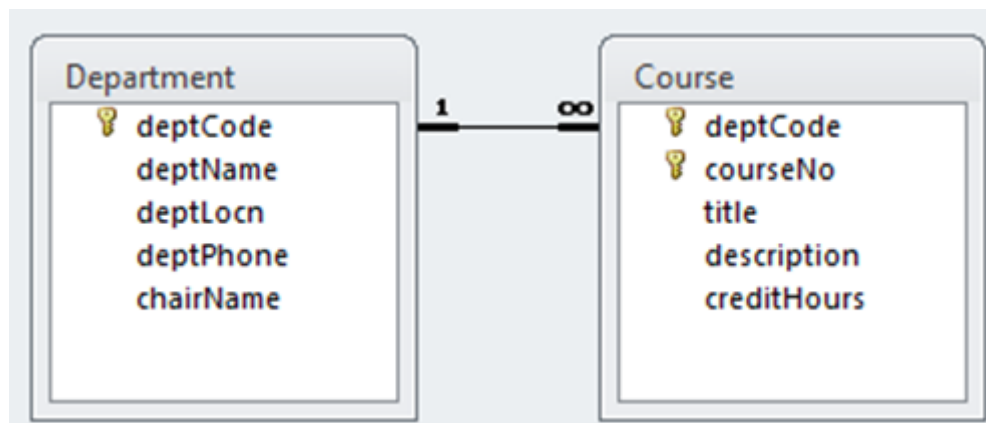 Department
deptCode
deptName
deptLocn
deptPhone
chairName
1 ∞
Course
deptCode
courseNo
title
description
creditHours